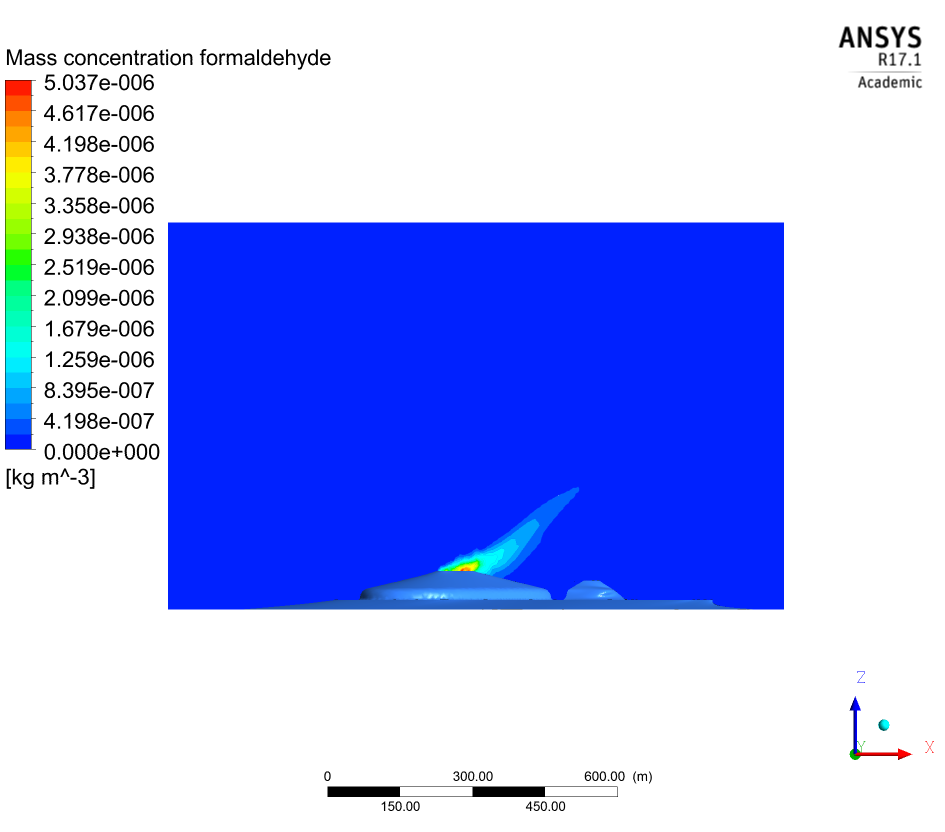 ANSYS
R17.1
Academic
Mass concentration formaldehyde
5.037e-006
4.617e-006
4.198e-006
3.778e-006
3.358e-006
2.938e-006
2.519e-006
2.099e-006
1.679e-006
1.259e-006
8.395e-007
4.198e-007
0.000e+000
[kg m^-3]
Z
Y
X
0 300.00 600.00 (m)
150.00 450.00